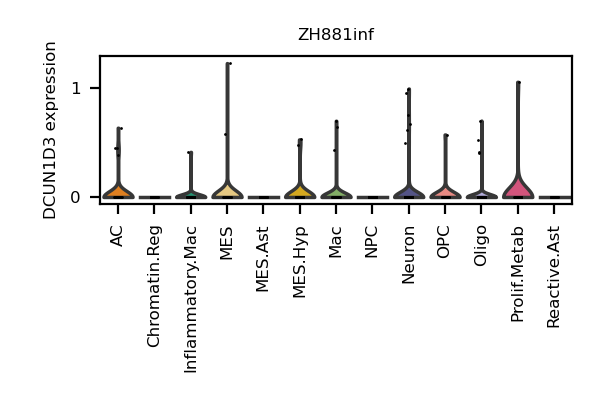 ZH881inf
DCUN1D3 expression
1
0
AC
Chromatin.Reg
Inflammatory.Mac
MES
MES.Ast
MES.Hyp
Mac
NPC
Neuron
OPC
Oligo
Prolif.Metab
Reactive.Ast